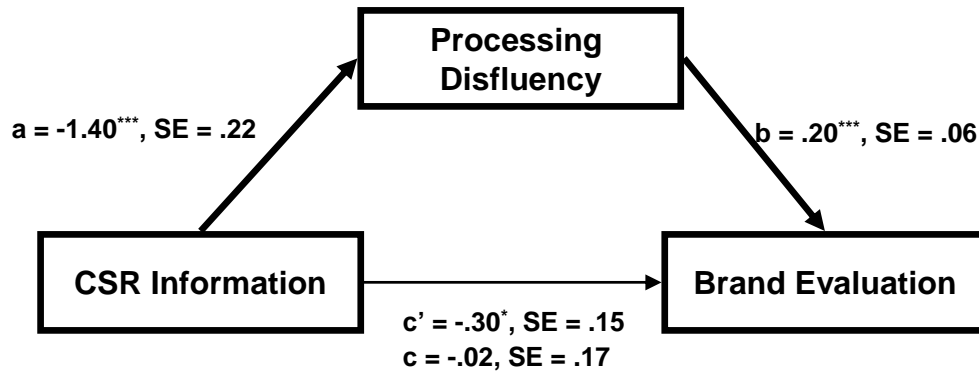 Processing
Disfluency
a = -1.40***, SE = .22
b = .20***, SE = .06
CSR Information
Brand Evaluation
c’ = -.30*, SE = .15
c = -.02, SE = .17